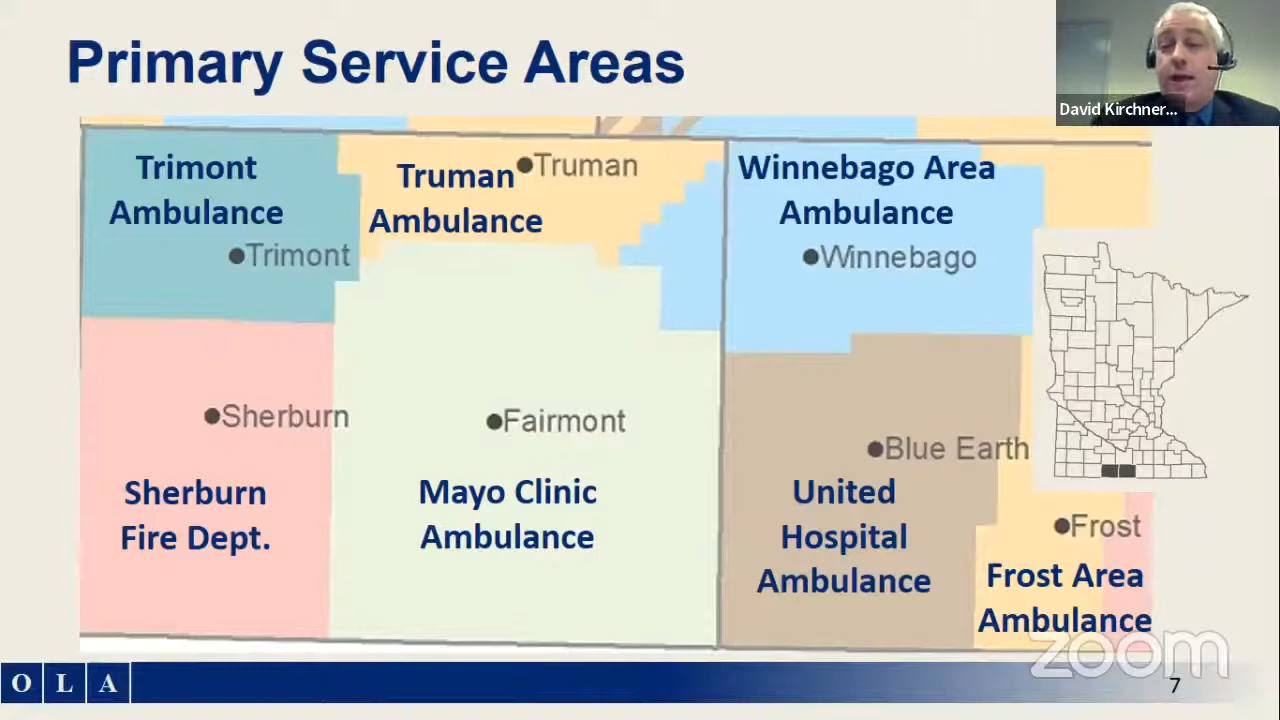 Primary Service Areas
David Kirchner...
Trimont
Ambulance
Trimont
Truman
Ambulance
Truman
Winnebago Area
Ambulance
Winnebago
Sherburn
Sherburn
Fire Dept.
Fairmont
Mayo Clinic
Ambulance
Blue Earth
United
Hospital
Ambulance
Frost
Frost Area
Ambulance
zoom
O L A
7